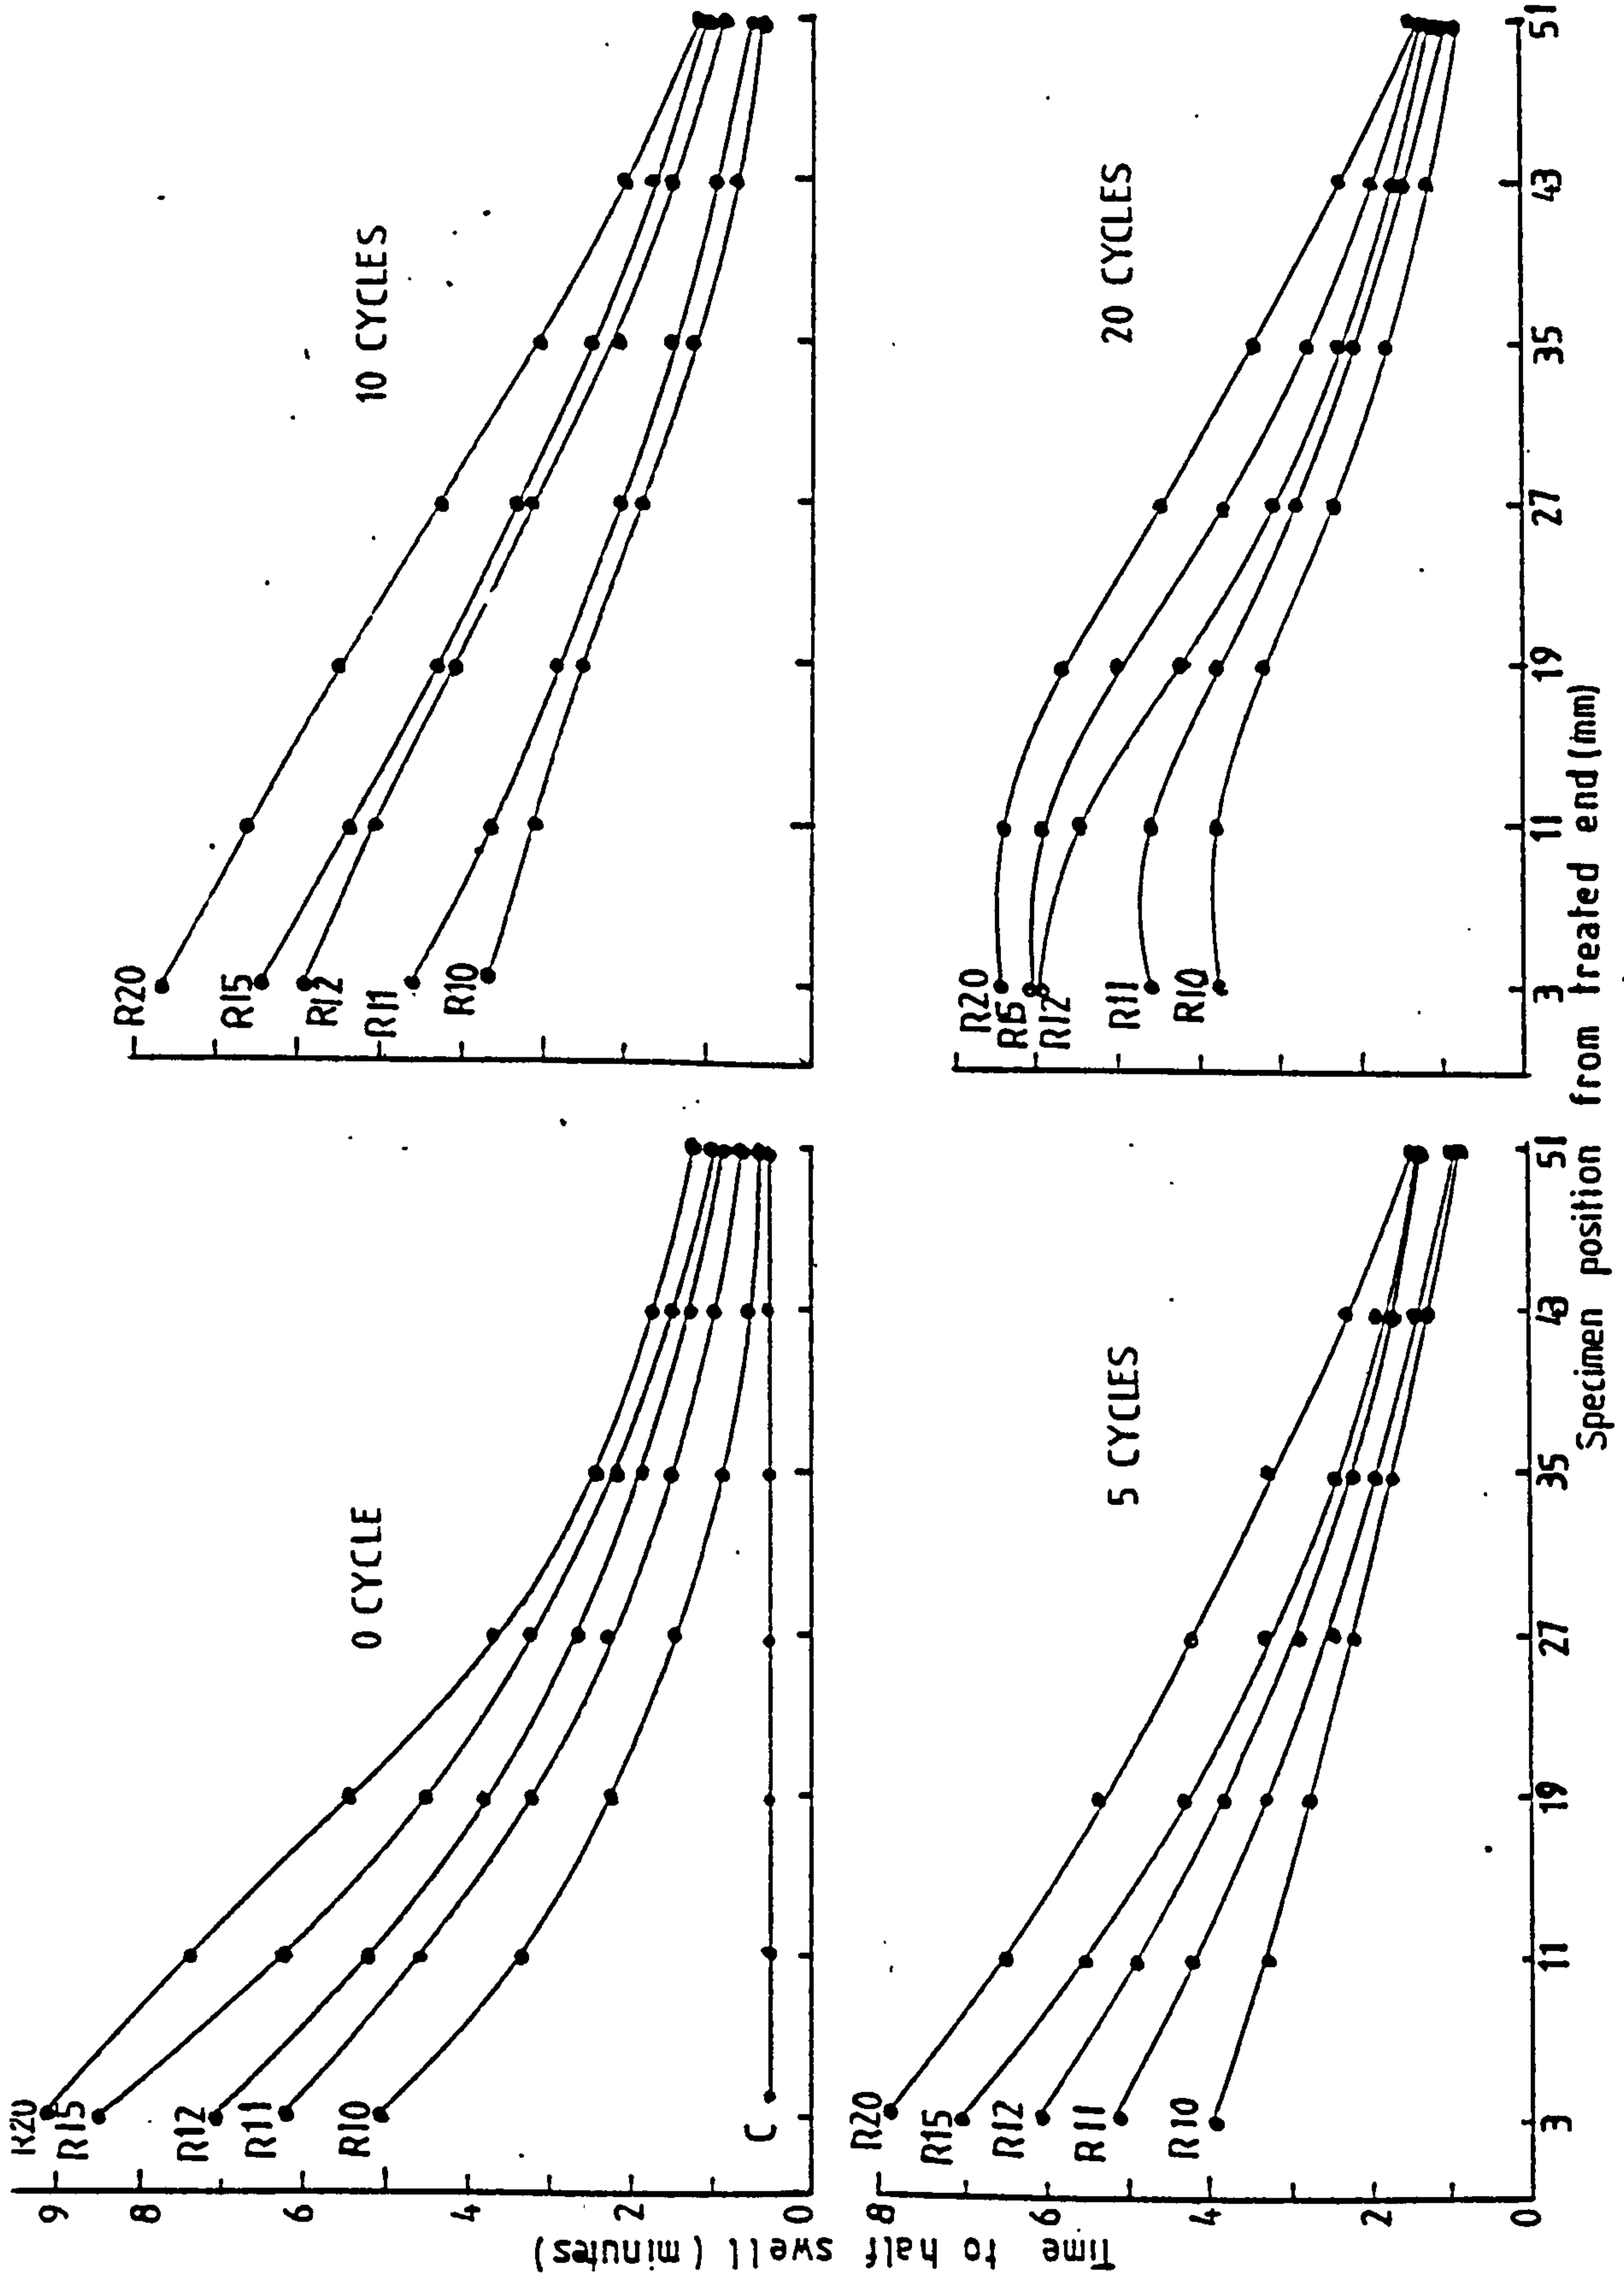 0 CYCLE
R20
R15
R12
R11
R10
C
9
8
6
4
2
0
10 CYCLES
R20
R15
R12
R11
R10
5 CYCLES
R20
R15
R12
R11
R10
8
6
4
2
0
3 11 19 27 35 43 51
20 CYCLES
R20
R15
R12
R11
R10
3 11 19 27 35 43 51
Time to half swell (minutes)
Specimen position from treated end (mm)